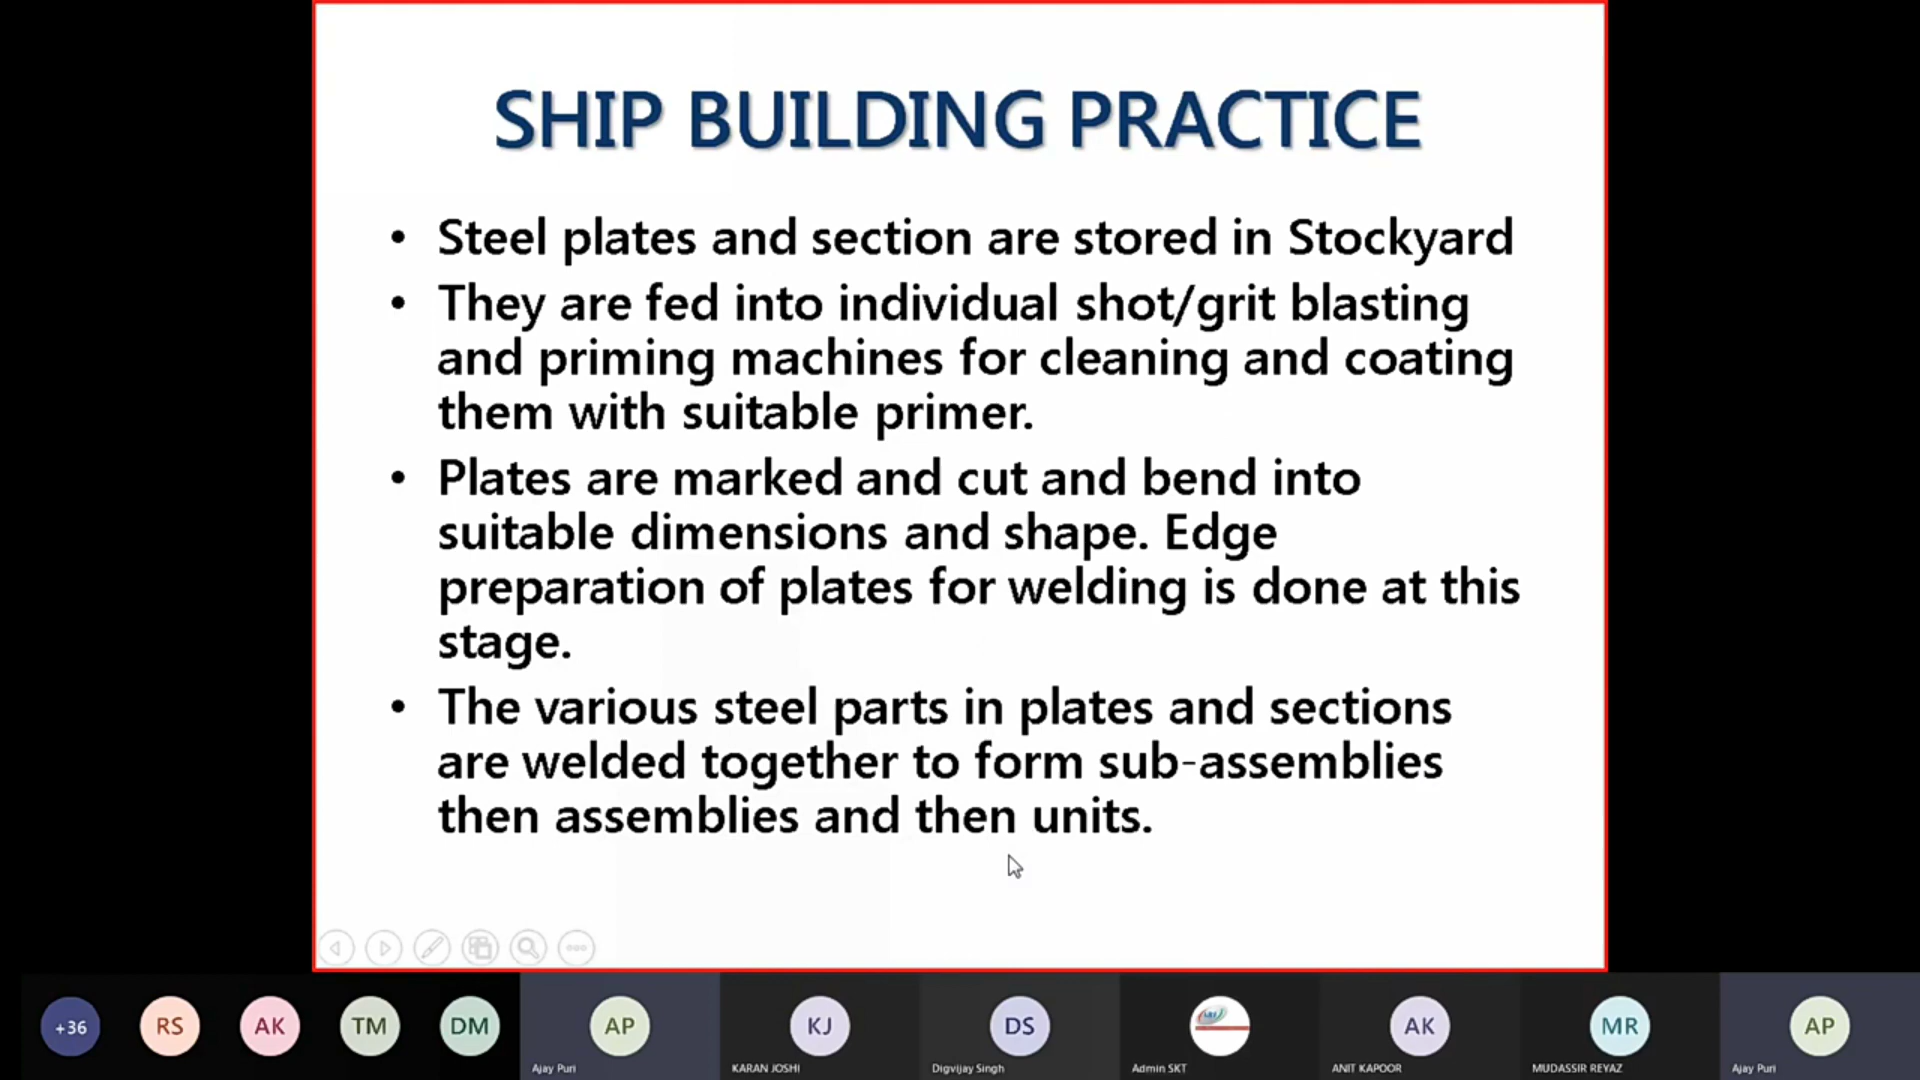 SHIP BUILDING PRACTICE
• Steel plates and section are stored in Stockyard
• They are fed into individual shot/grit blasting
and priming machines for cleaning and coating
them with suitable primer.
• Plates are marked and cut and bend into
suitable dimensions and shape. Edge
preparation of plates for welding is done at this
stage.
• The various steel parts in plates and sections
are welded together to form sub-assemblies
then assemblies and then units.
+36 RS AK TM DM AP KJ DS AK MR AP
Ajay Puri KARAN JOSHI Digvijay Singh Admin SKT ANIT KAPOOR MUDASSIR REYAZ Ajay Puri